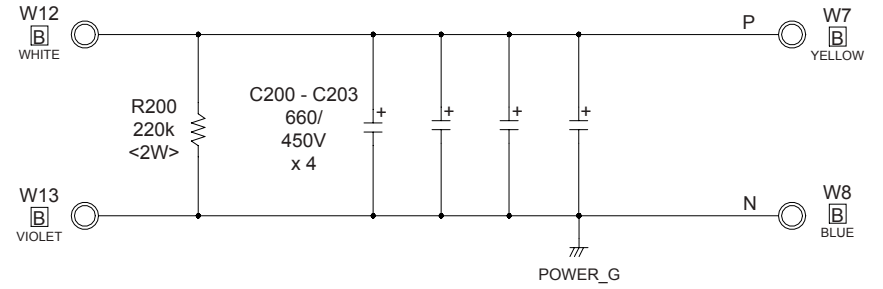 W12
B
WHITE
R200
220k
<2W>
C200 - C203
660/
450V
x 4
+
+
+
+
P
W7
B
YELLOW
W13
B
VIOLET
N
W8
B
BLUE
POWER_G